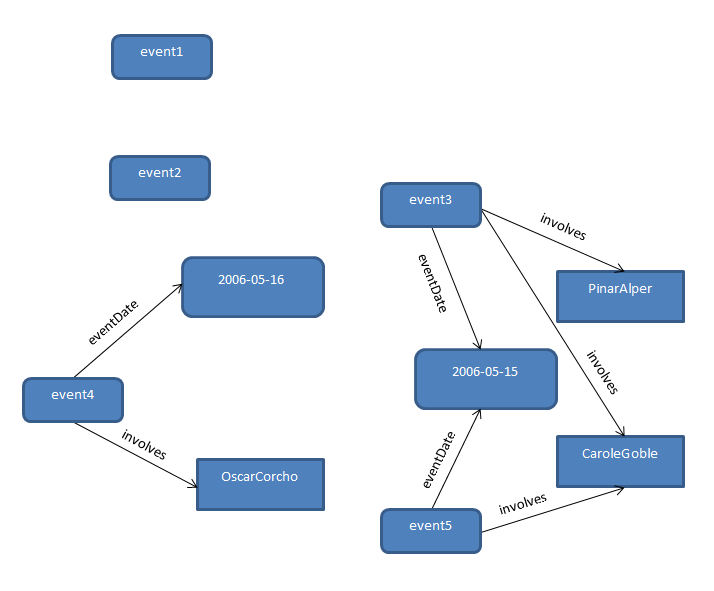 event1
event2
event3
involves
eventDate
2006-05-16
PinarAlper
eventDate
involves
2006-05-15
event4
involves
CaroleGoble
eventDate
OscarCorcho
involves
event5